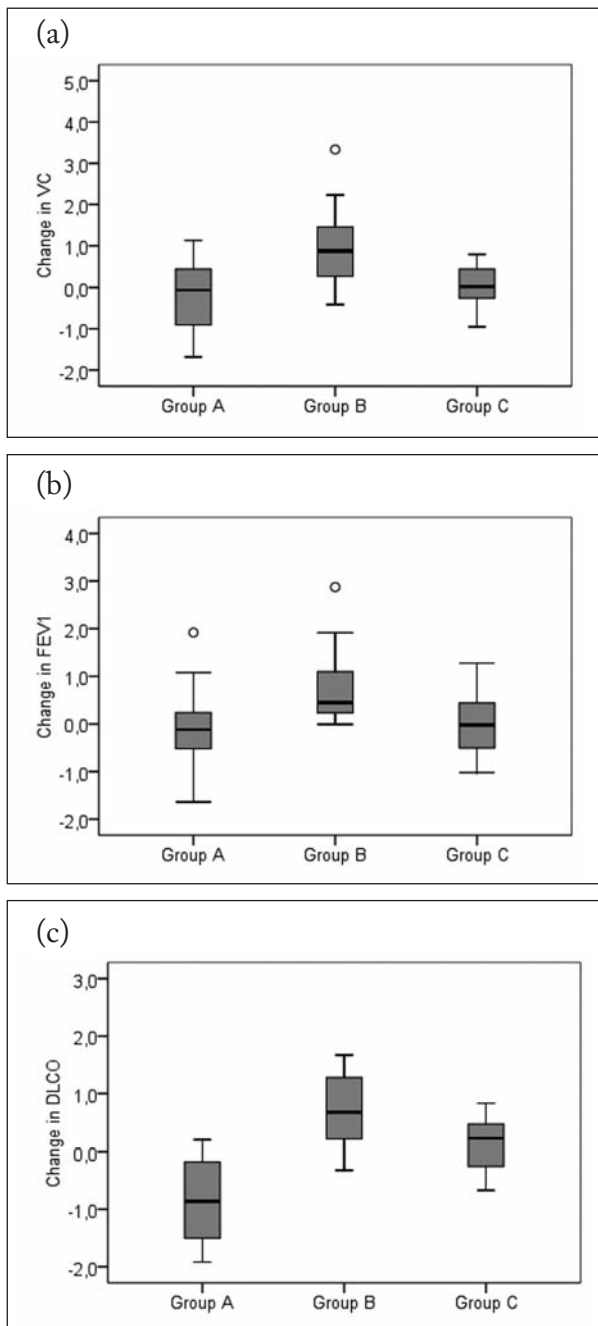 (a)
Change in VC
5,0
4,0
3,0
2,0
1,0
0,0
-1,0
-2,0
Group A Group B Group C
(b)
Change in FEV1
4,0
3,0
2,0
1,0
0,0
-1,0
-2,0
Group A Group B Group C
(c)
Change in DLCO
3,0
2,0
1,0
0,0
-1,0
-2,0
Group A Group B Group C